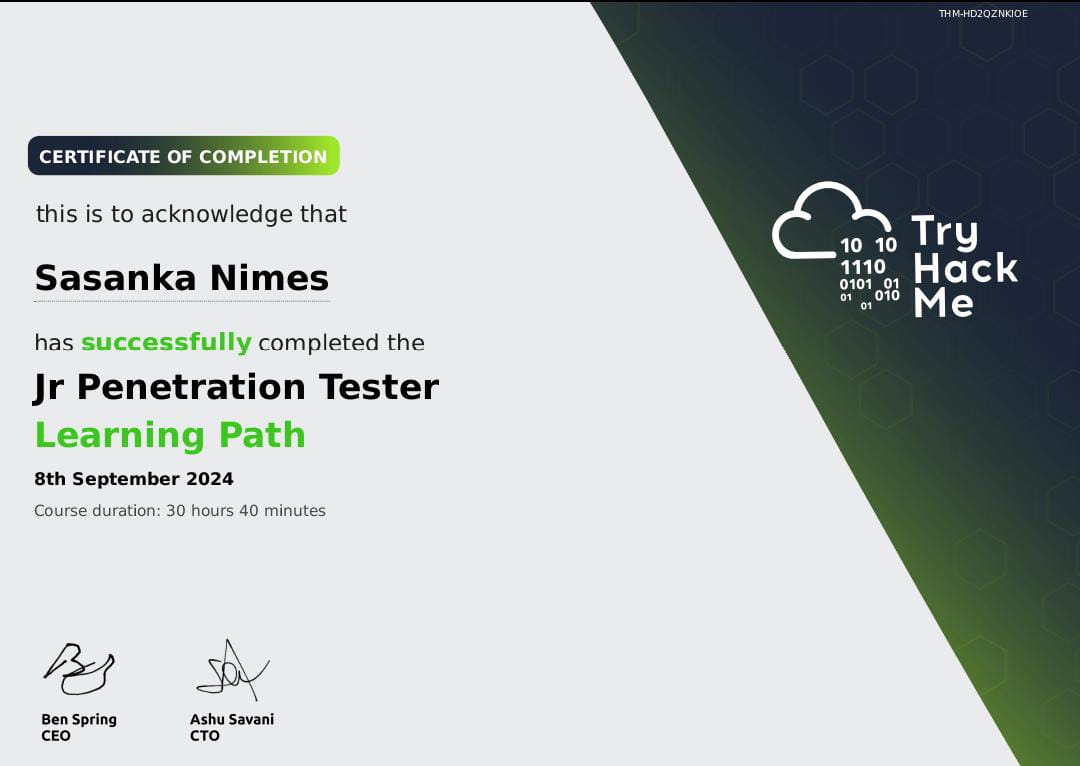 THM-HD2QZNKIOE
CERTIFICATE OF COMPLETION
this is to acknowledge that
Sasanka Nimes
has successfully completed the
Jr Penetration Tester
Learning Path
8th September 2024
Course duration: 30 hours 40 minutes
10 10
1110
0101 01
01 010
01
Try
Hack
Me
Ben Spring
CEO
Ashu Savani
CTO